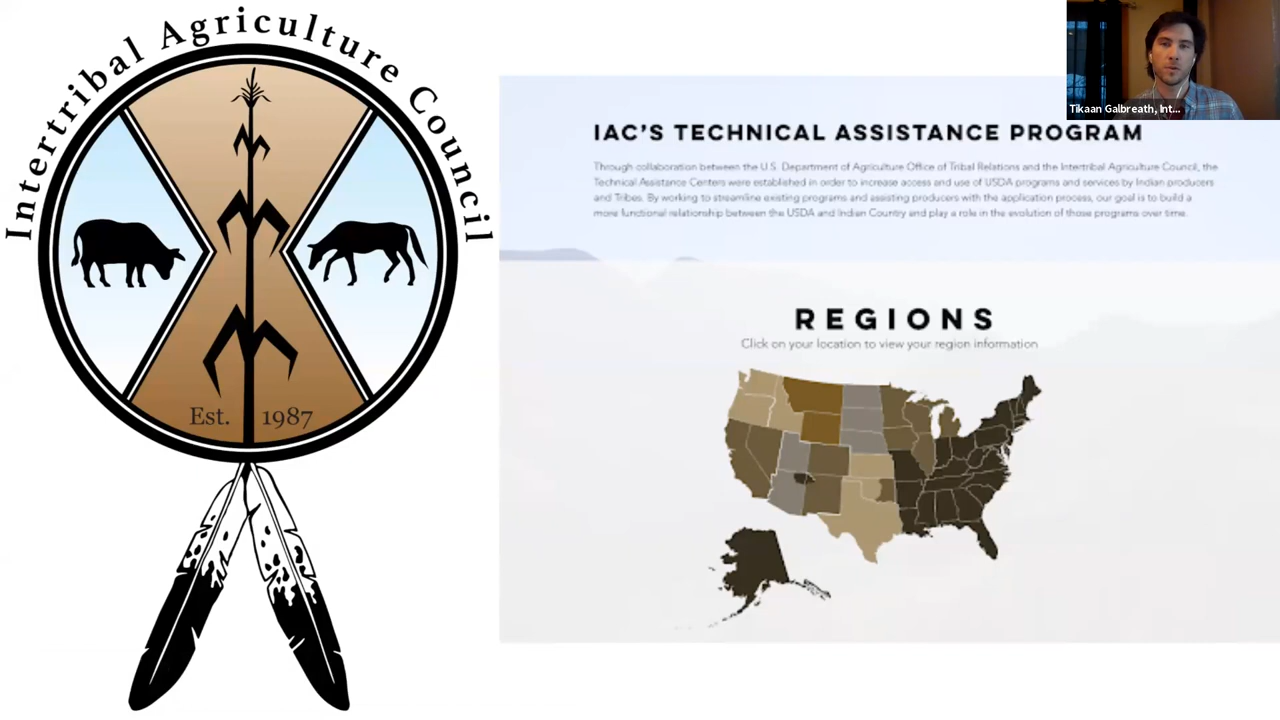 Intertribal Agriculture Council
Est. 1987
IAC'S TECHNICAL ASSISTANCE PROGRAM
Through collaboration between the U.S. Department of Agriculture Office of Tribal Relations and the Intertribal Agriculture Council, the
Technical Assistance Centers were established in order to increase access and use of USDA programs and services by Indian producers
and Tribes. By working to streamline existing programs and assisting producers with the application process, our goal is to build a
more functional relationship between the USDA and Indian Country and play a role in the evolution of those programs over time.
REGIONS
Click on your location to view your region information
Tikaan Galbreath, Int...